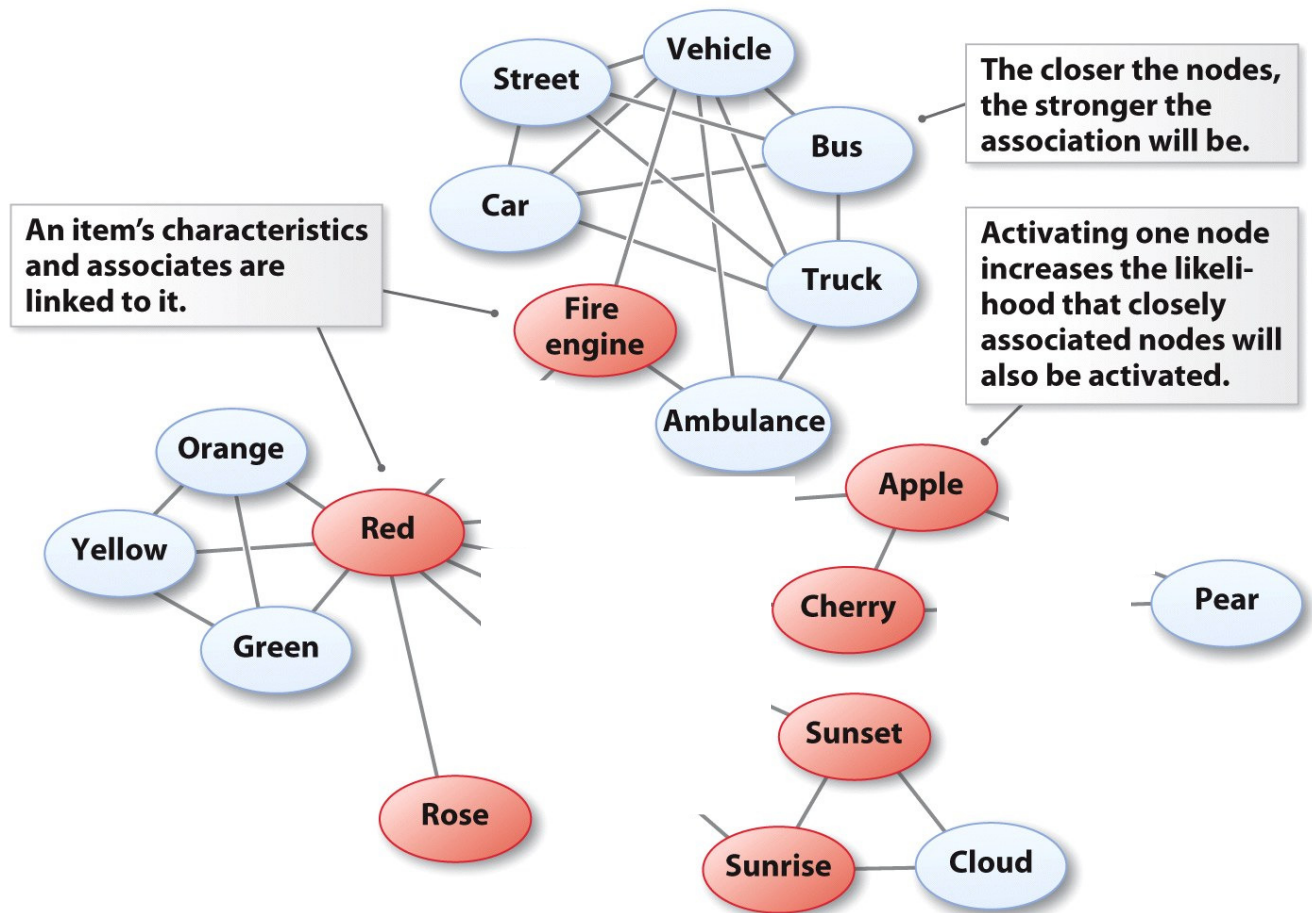 Vehicle
Street
The closer the nodes,
the stronger the
association will be.
Bus
Car
An item’s characteristics
and associates are
linked to it.
Activating one node
increases the likeli-
hood that closely
associated nodes will
also be activated.
Truck
Fire
engine
Ambulance
Orange
Apple
Red
Yellow
Cherry
Pear
Green
Sunset
Rose
Sunrise
Cloud